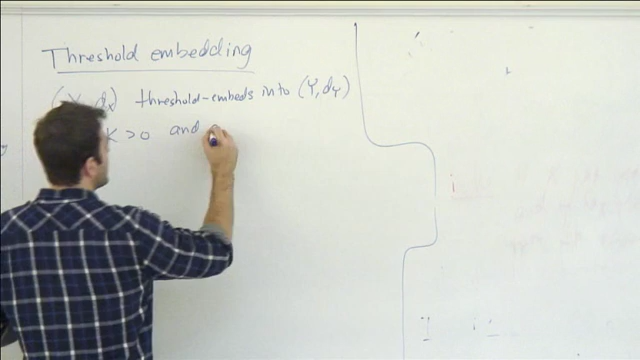 Threshold embedding
(X, dx) threshold-embeds into (Y, dY)
K > 0 and